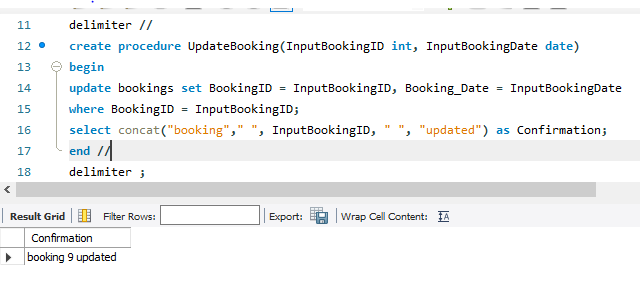 11 delimiter //
12 create procedure UpdateBooking(InputBookingID int, InputBookingDate date)
13 begin
14 update bookings set BookingID = InputBookingID, Booking_Date = InputBookingDate
15 where BookingID = InputBookingID;
16 select concat("booking"," ", InputBookingID, " ", "updated") as Confirmation;
17 end //
18 delimiter ;
Result Grid Filter Rows: Export: Wrap Cell Content: IA
Confirmation
booking 9 updated